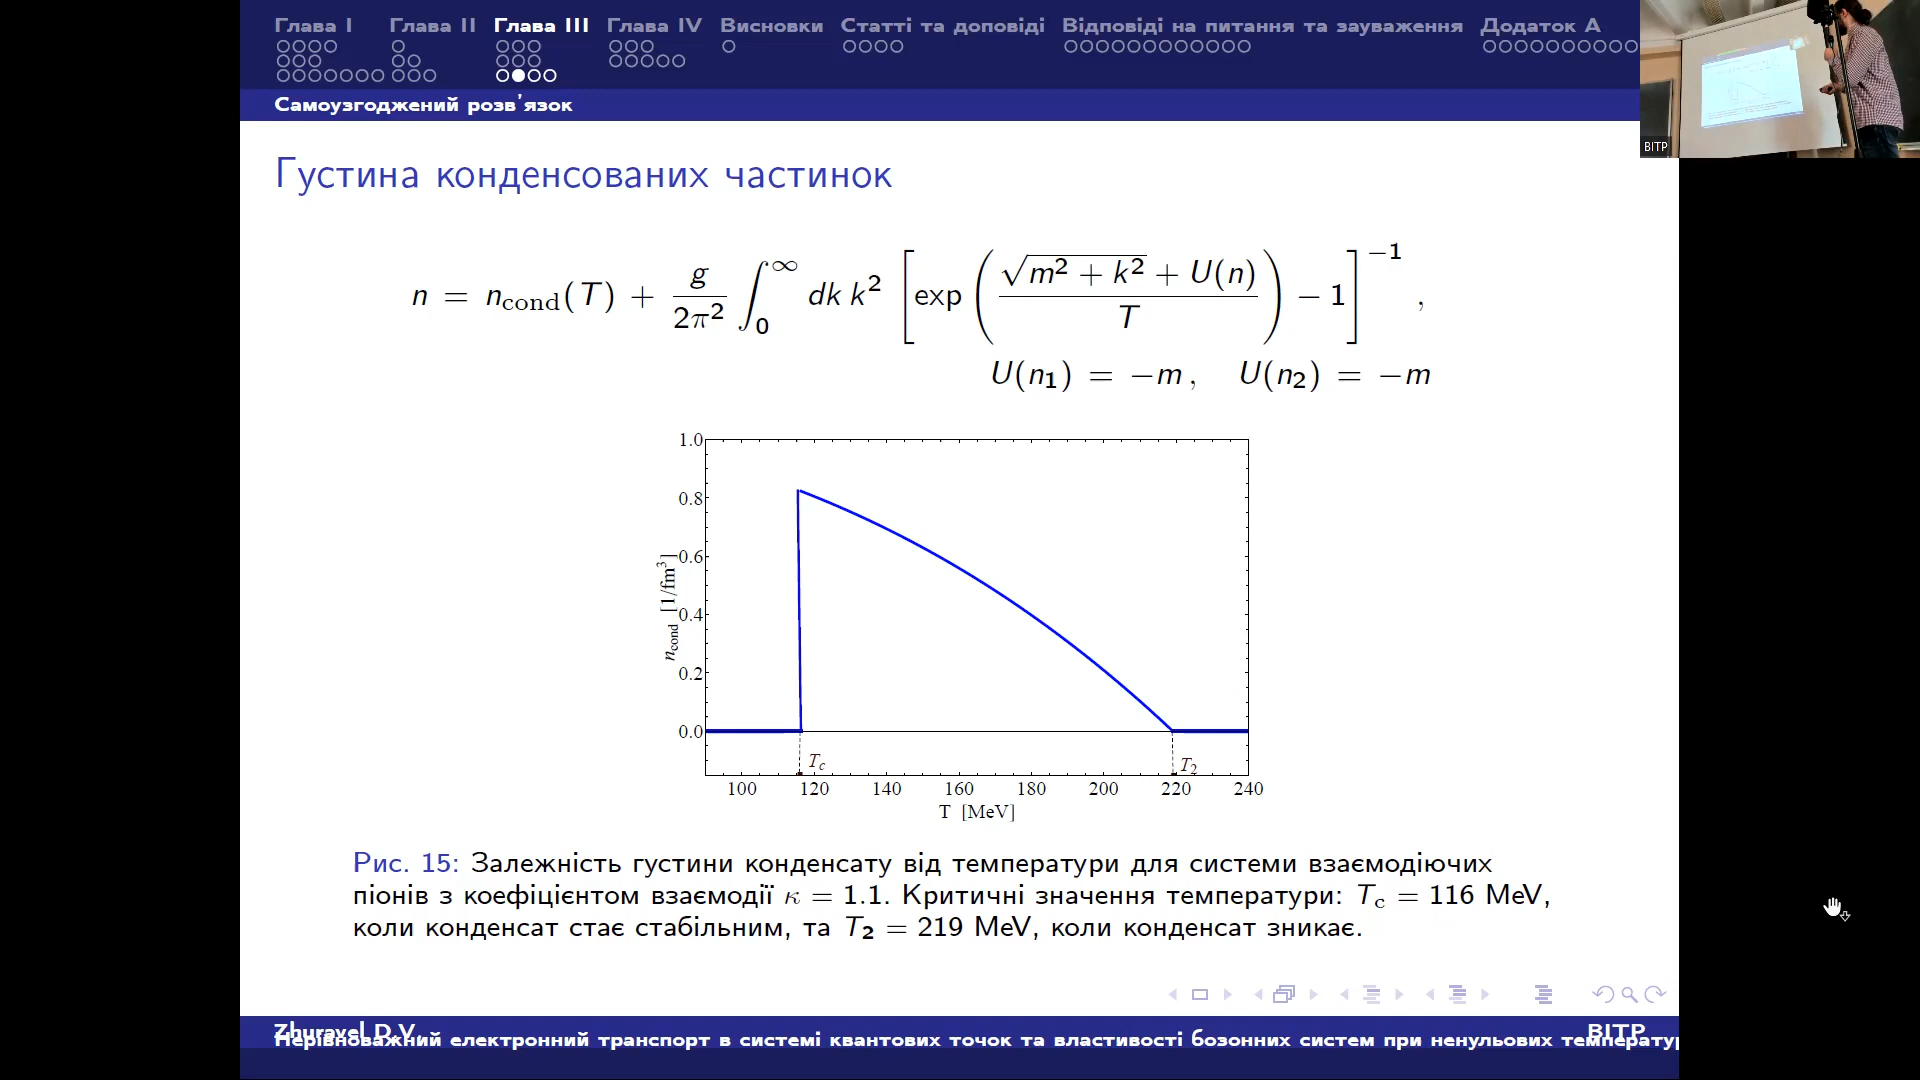 Глава I Глава II Глава III Глава IV Висновки Статті та доповіді Відповіді на питання та зауваження Додаток А
Самоузгоджений розв'язок
BITP
Густина конденсованих частинок
n = n_cond(T) + g/2π² ∫₀^∞ dk k² [exp(√(m² + k²) + U(n) / T) − 1]⁻¹ ,
U(n₁) = −m , U(n₂) = −m
1.0
0.8
0.6
0.4
0.2
0.0
n_cond [1/fm³]
T_c T_2
100 120 140 160 180 200 220 240
T [MeV]
Рис. 15: Залежність густини конденсату від температури для системи взаємодіючих
піонів з коефіцієнтом взаємодії κ = 1.1. Критичні значення температури: T_c = 116 MeV,
коли конденсат стає стабільним, та T₂ = 219 MeV, коли конденсат зникає.
Zhuravel D.V. BITP
Нерівноважний електронний транспорт в системі квантових точок та властивості бозонних систем при ненульових температур